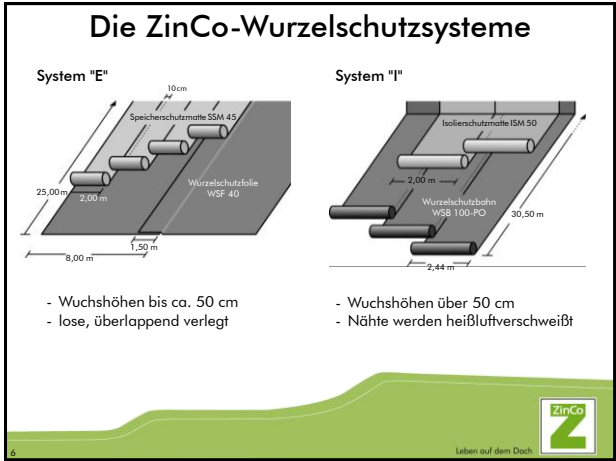 Die ZinCo-Wurzelschutzsysteme
System "E"
10cm
Speicherschutzmatte SSM 45
25,00m
2,00 m
Wurzelschutzfolie
WSF 40
1,50 m
8,00 m
- Wuchshöhen bis ca. 50 cm
- lose, überlappend verlegt
System "I"
Isolierschutzmatte ISM 50
2,00 m
Wurzelschutzbahn
WSB 100-PO
30,50 m
2,44 m
- Wuchshöhen über 50 cm
- Nähte werden heißluftverschweißt
6
Leben auf dem Dach
ZinCo
Z